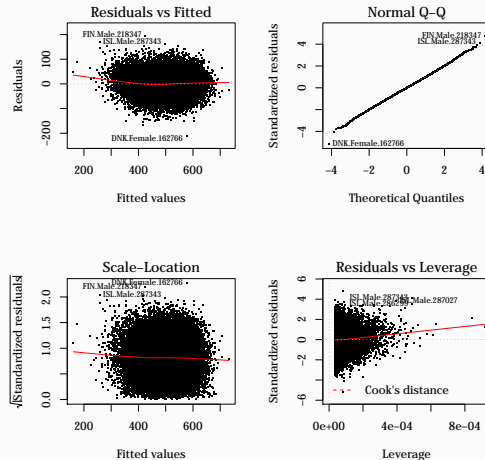 Residuals vs Fitted
FIN.Male.218347
ISL.Male.287343
DNK.Female.162766
Residuals
-200
0
100
200
400
600
Fitted values
Normal Q−Q
FIN.Male.218347
ISL.Male.287343
DNK.Female.162766
Standardized residuals
−4
0
2
4
−4
−2
0
2
4
Theoretical Quantiles
Scale−Location
DNK.Female.162766
FIN.Male.218347
ISL.Male.287343
√Standardized residuals
0.0
1.0
1.5
2.0
200
400
600
Fitted values
Residuals vs Leverage
ISL.Male.287343
ISL.Male.287027
Standardized residuals
−6
−2
0
2
4
6
Cook's distance
0e+00
4e−04
8e−04
Leverage